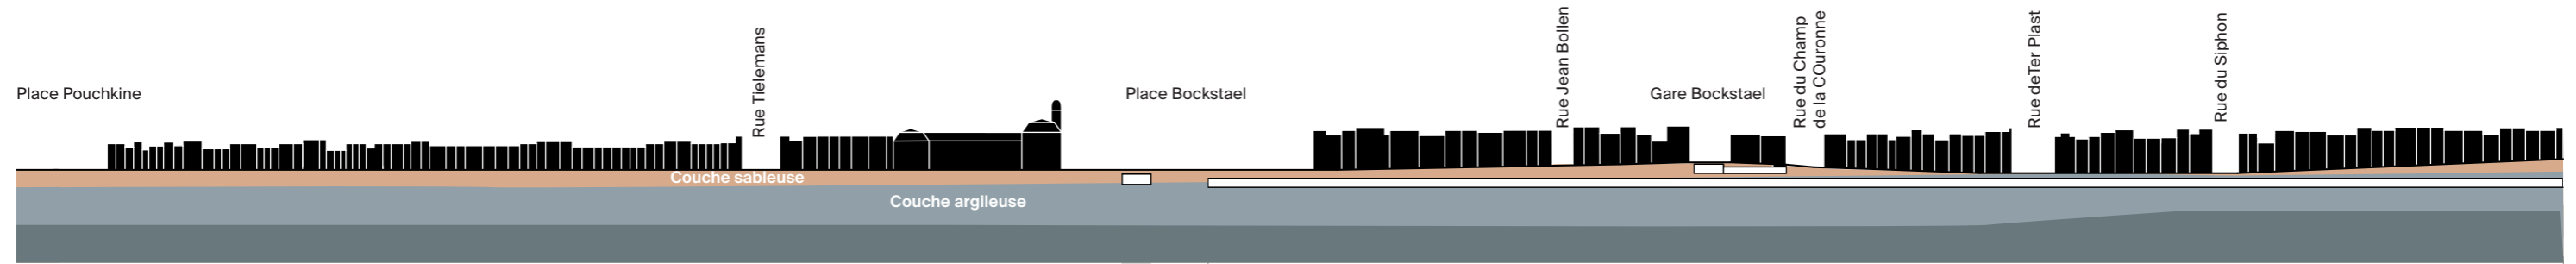 Place Pouchkine
Rue Tielemans
Place Bockstael
Rue Jean Bollen
Gare Bockstael
Rue du Champ
de la COuronne
Rue deTer Plast
Rue du Siphon
Couche sableuse
Couche argileuse